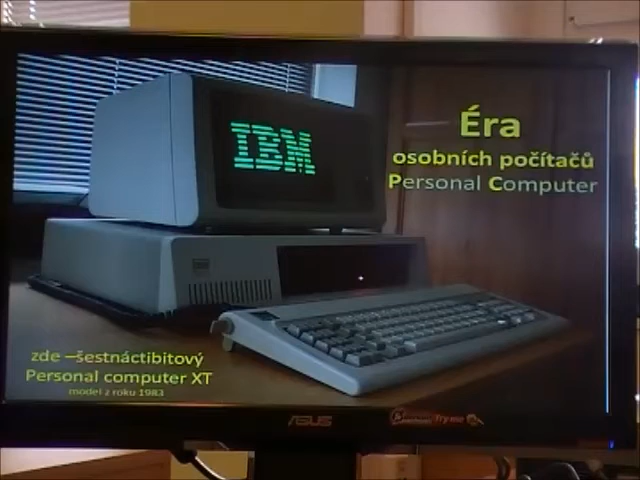 IBM
Éra
osobních počítačů
Personal Computer
zde –šestnáctibitový
Personal computer XT
model z roku 1983
ASUS